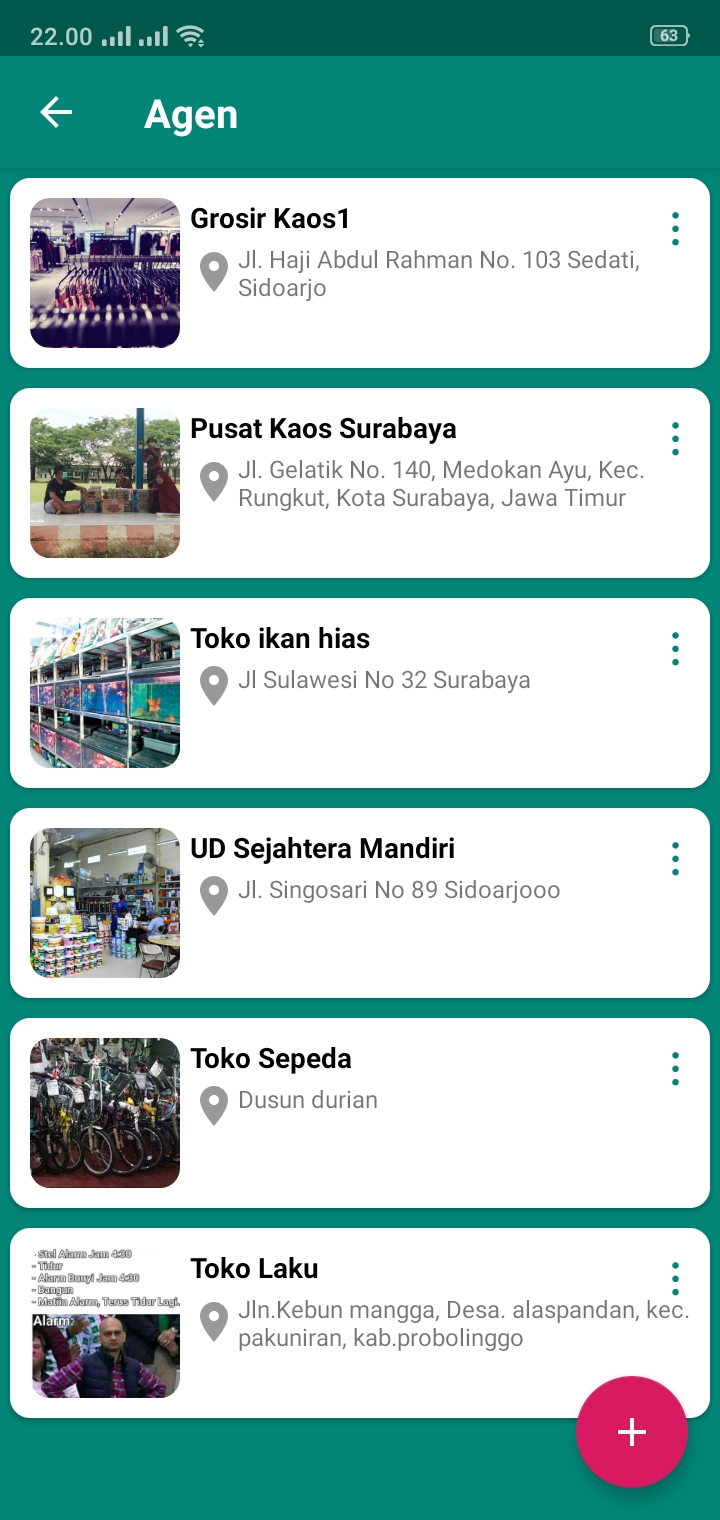 22.00
63
Agen
Grosir Kaos1
Jl. Haji Abdul Rahman No. 103 Sedati,
Sidoarjo
Pusat Kaos Surabaya
Jl. Gelatik No. 140, Medokan Ayu, Kec.
Rungkut, Kota Surabaya, Jawa Timur
Toko ikan hias
Jl Sulawesi No 32 Surabaya
UD Sejahtera Mandiri
Jl. Singosari No 89 Sidoarjooo
Toko Sepeda
Dusun durian
- Stel Alarm Jam 4:30
- Tidur
- Alarm Bunyi Jam 4:30
- Bangun
- Matiin Alarm, Terus Tidur Lagi.
Alarm:
Toko Laku
Jln.Kebun mangga, Desa. alaspandan, kec.
pakuniran, kab.probolinggo